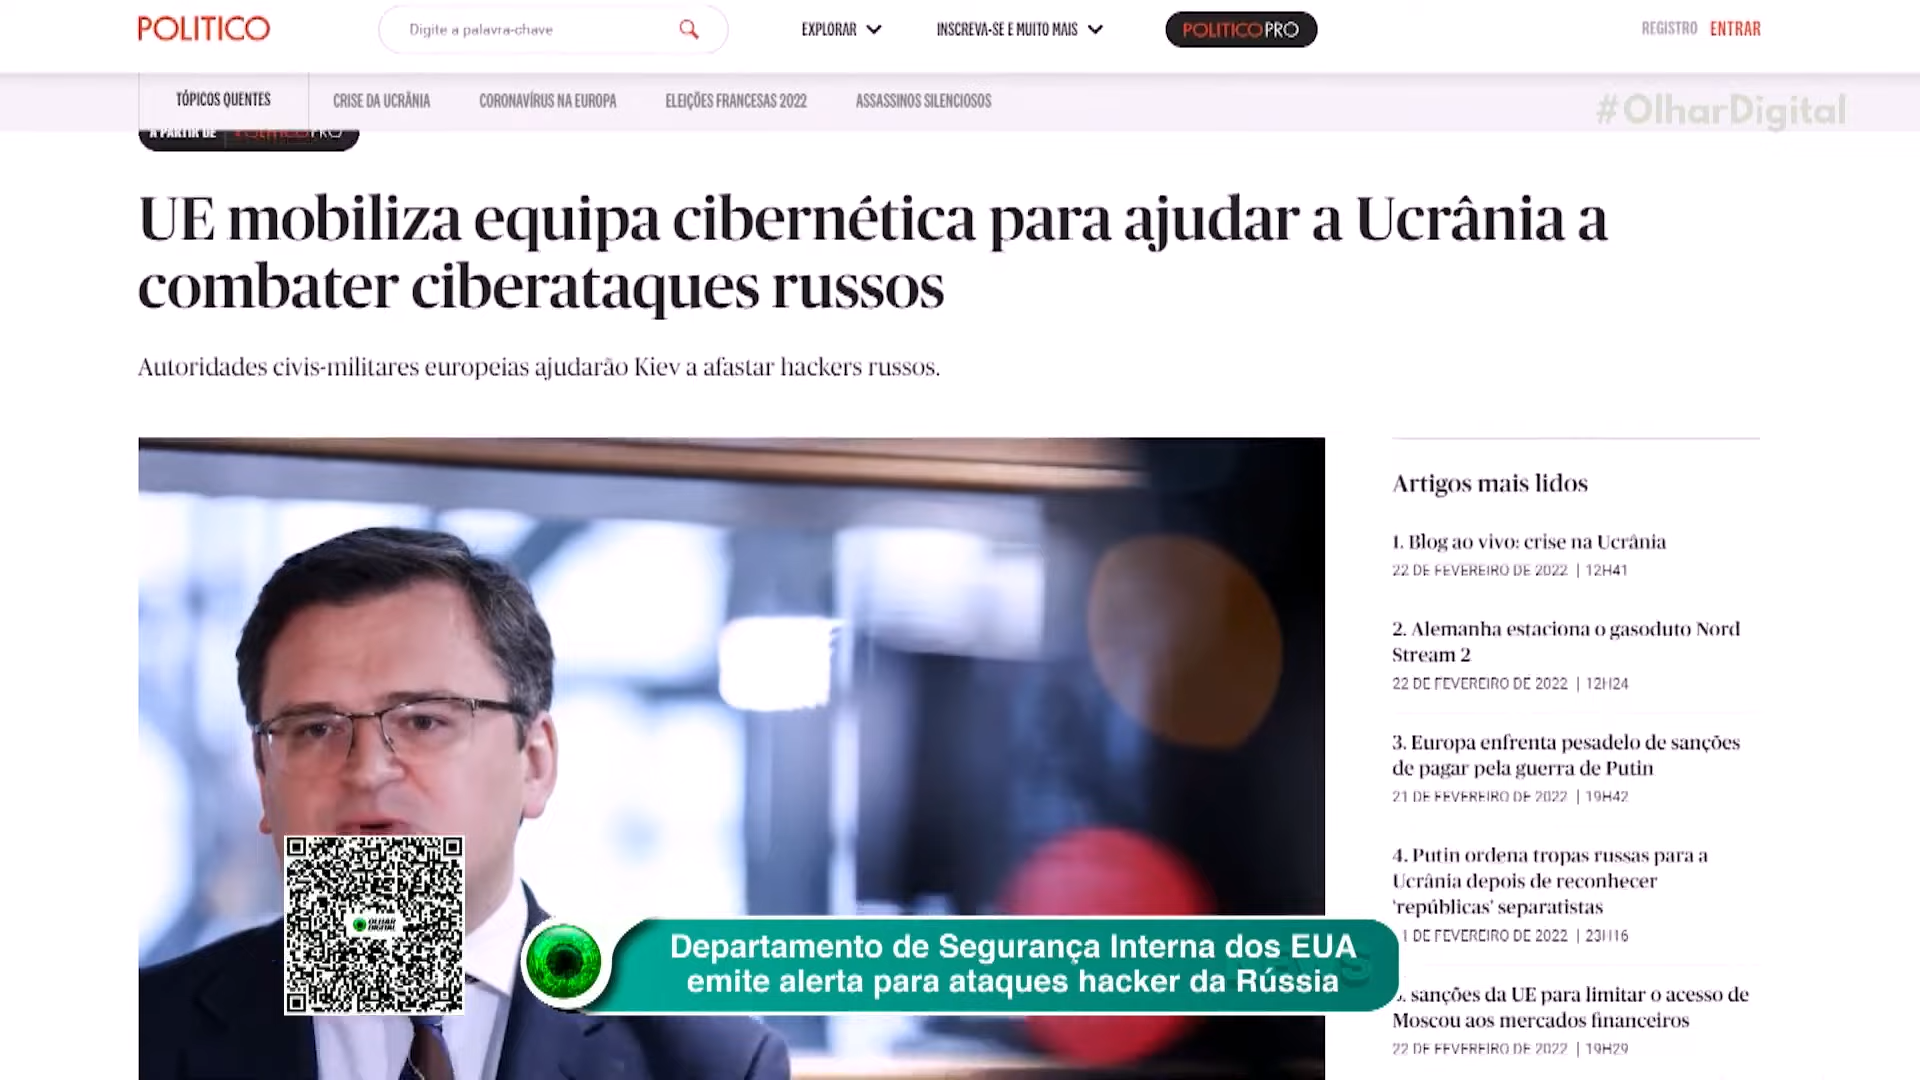 POLITICO
Digite a palavra-chave
EXPLORAR
INSCREVA-SE E MUITO MAIS
POLITICOPRO
REGISTRO ENTRAR
TÓPICOS QUENTES
CRISE DA UCRÂNIA
CORONAVÍRUS NA EUROPA
ELEIÇÕES FRANCESAS 2022
ASSASSINOS SILENCIOSOS
#OlharDigital
A PARTIR DE POLITICOPRO
UE mobiliza equipa cibernética para ajudar a Ucrânia a
combater ciberataques russos
Autoridades civis-militares europeias ajudarão Kiev a afastar hackers russos.
Artigos mais lidos
1. Blog ao vivo: crise na Ucrânia
22 DE FEVEREIRO DE 2022 | 12H41
2. Alemanha estaciona o gasoduto Nord
Stream 2
22 DE FEVEREIRO DE 2022 | 12H24
3. Europa enfrenta pesadelo de sanções
de pagar pela guerra de Putin
21 DE FEVEREIRO DE 2022 | 19H42
4. Putin ordena tropas russas para a
Ucrânia depois de reconhecer
'repúblicas' separatistas
1 DE FEVEREIRO DE 2022 | 23H16
. sanções da UE para limitar o acesso de
Moscou aos mercados financeiros
22 DE FEVEREIRO DE 2022 | 19H29
OLHAR
DIGITAL
Departamento de Segurança Interna dos EUA
emite alerta para ataques hacker da Rússia